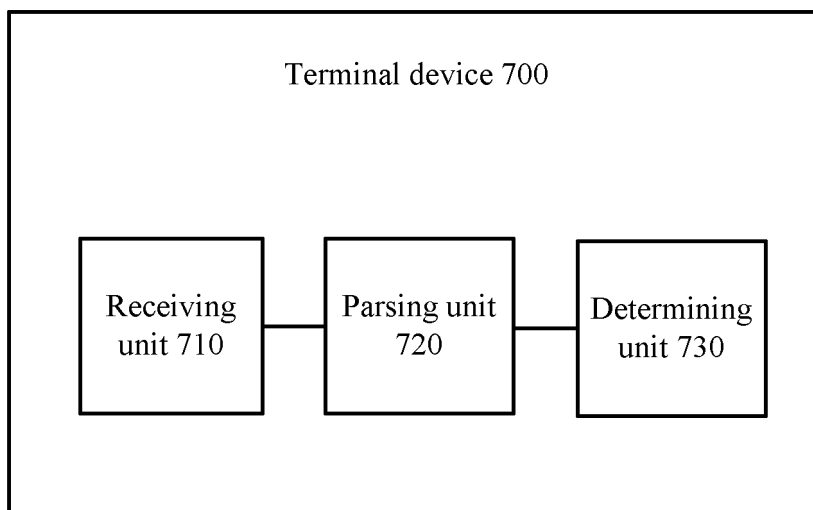 Terminal device 700
Receiving
unit 710
Parsing unit
720
Determining
unit 730